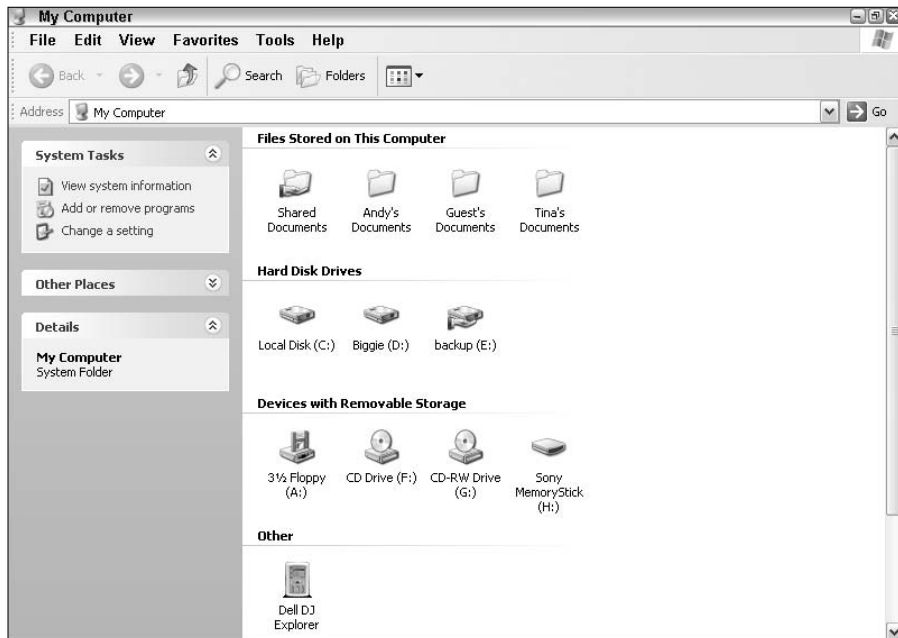 My Computer
File Edit View Favorites Tools Help
Back Search Folders
Address My Computer Go
System Tasks
View system information
Add or remove programs
Change a setting
Other Places
Details
My Computer
System Folder
Files Stored on This Computer
Shared Documents
Andy's Documents
Guest's Documents
Tina's Documents
Hard Disk Drives
Local Disk (C:) Biggie (D:) backup (E:)
Devices with Removable Storage
3½ Floppy (A:)
CD Drive (F:)
CD-RW Drive (G:)
Sony MemoryStick (H:)
Other
Dell DJ Explorer